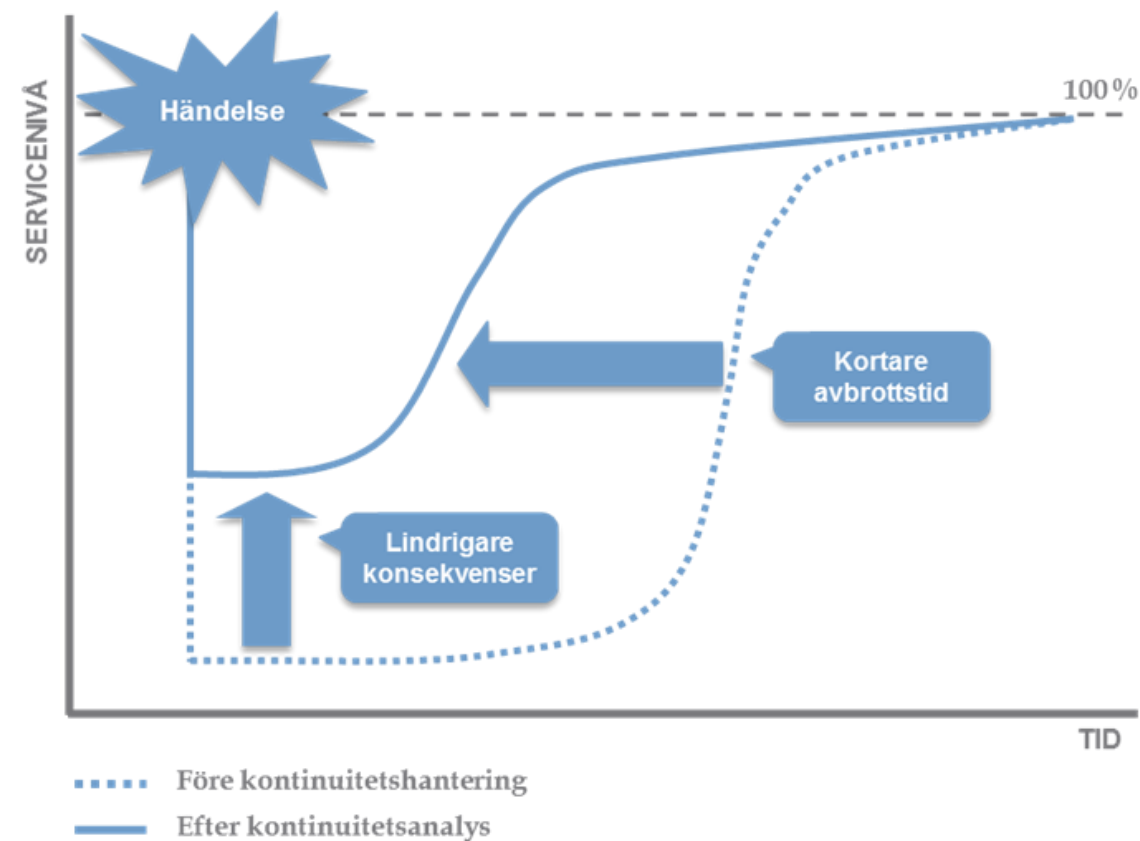 Händelse
100%
SERVICENIVÅ
Kortare
avbrottstid
Lindrigare
konsekvenser
TID
Före kontinuitetshantering
Efter kontinuitetsanalys